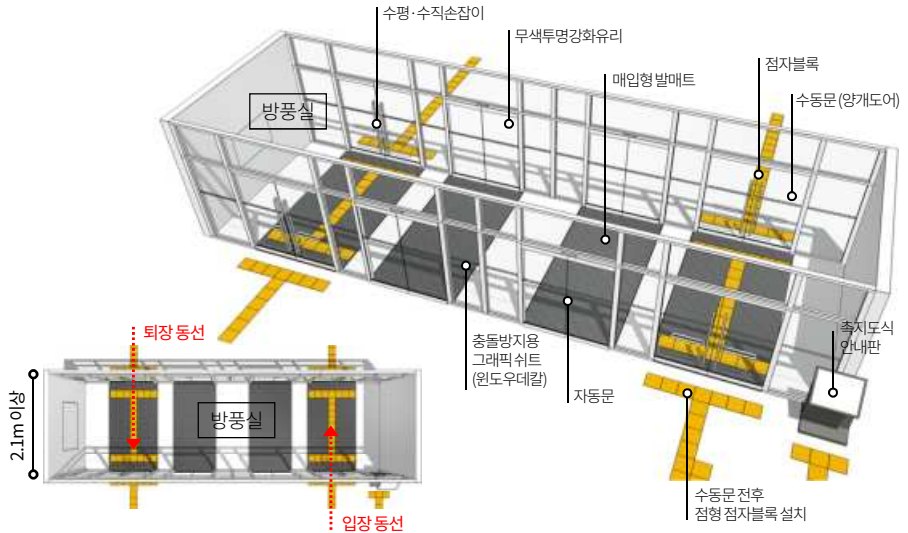 수평·수직손잡이
무색투명강화유리
매입형 발매트
점자블록
수동문 (양개도어)
방풍실
퇴장 동선
충돌방지용
그래픽 쉬트
(윈도우데칼)
자동문
촉지도식
안내판
2.1m 이상
방풍실
입장 동선
수동문 전후
점형 점자블록 설치